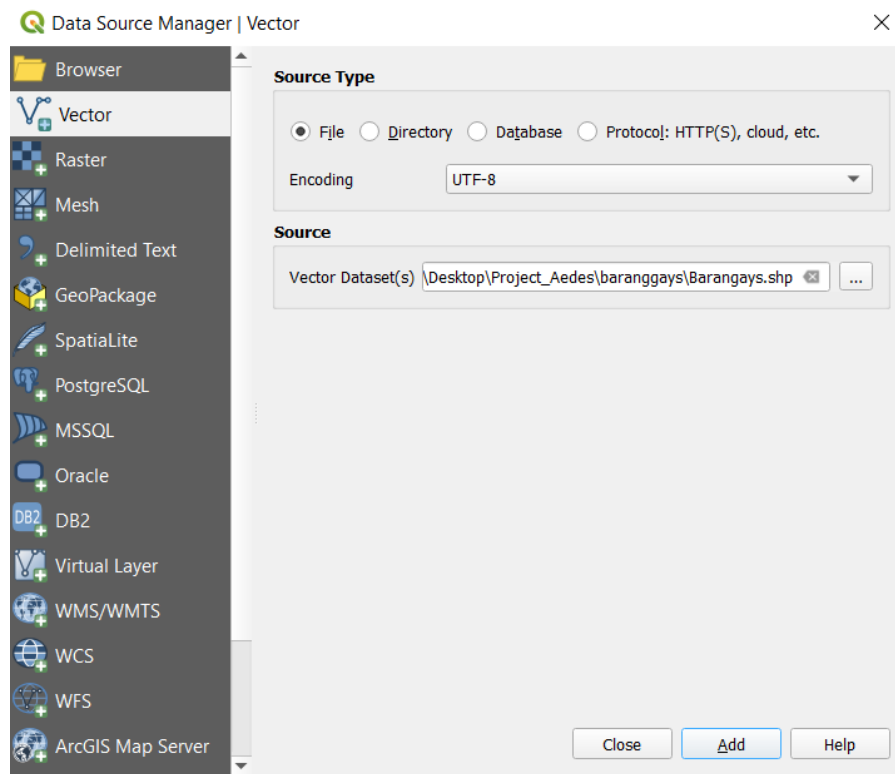 Data Source Manager | Vector
Browser
Vector
Raster
Mesh
Delimited Text
GeoPackage
SpatiaLite
PostgreSQL
MSSQL
Oracle
DB2
DB2
Virtual Layer
WMS/WMTS
WCS
WFS
ArcGIS Map Server
Source Type
File Directory Database Protocol: HTTP(S), cloud, etc.
Encoding UTF-8
Source
Vector Dataset(s) \Desktop\Project_Aedes\baranggays\Barangays.shp ...
Close Add Help